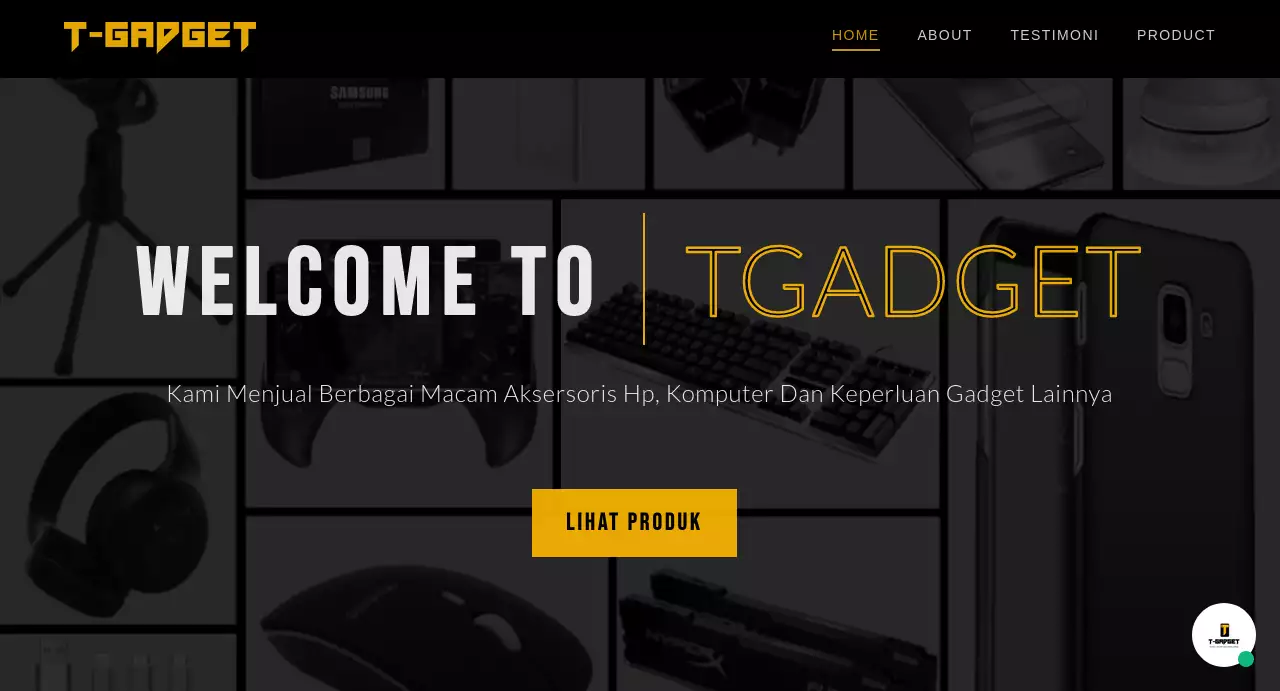 T-GADGET
HOME
ABOUT
TESTIMONI
PRODUCT
SAMSUNG
WELCOME TO
TGADGET
Kami Menjual Berbagai Macam Aksersoris Hp, Komputer Dan Keperluan Gadget Lainnya
LIHAT PRODUK
T-GADGET